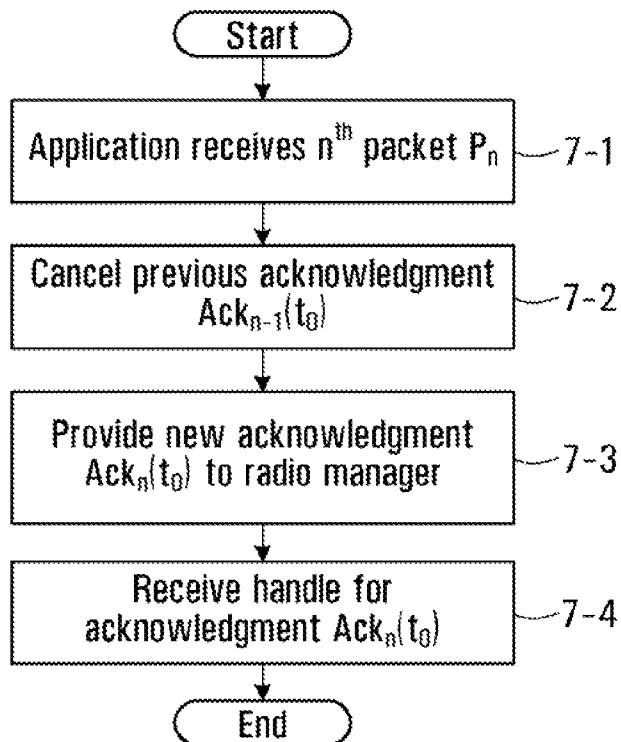 Start
Application receives nᵗʰ packet Pₙ
7-1
Cancel previous acknowledgment
Ackₙ₋₁(t₀)
7-2
Provide new acknowledgment
Ackₙ(t₀) to radio manager
7-3
Receive handle for
acknowledgment Ackₙ(t₀)
7-4
End